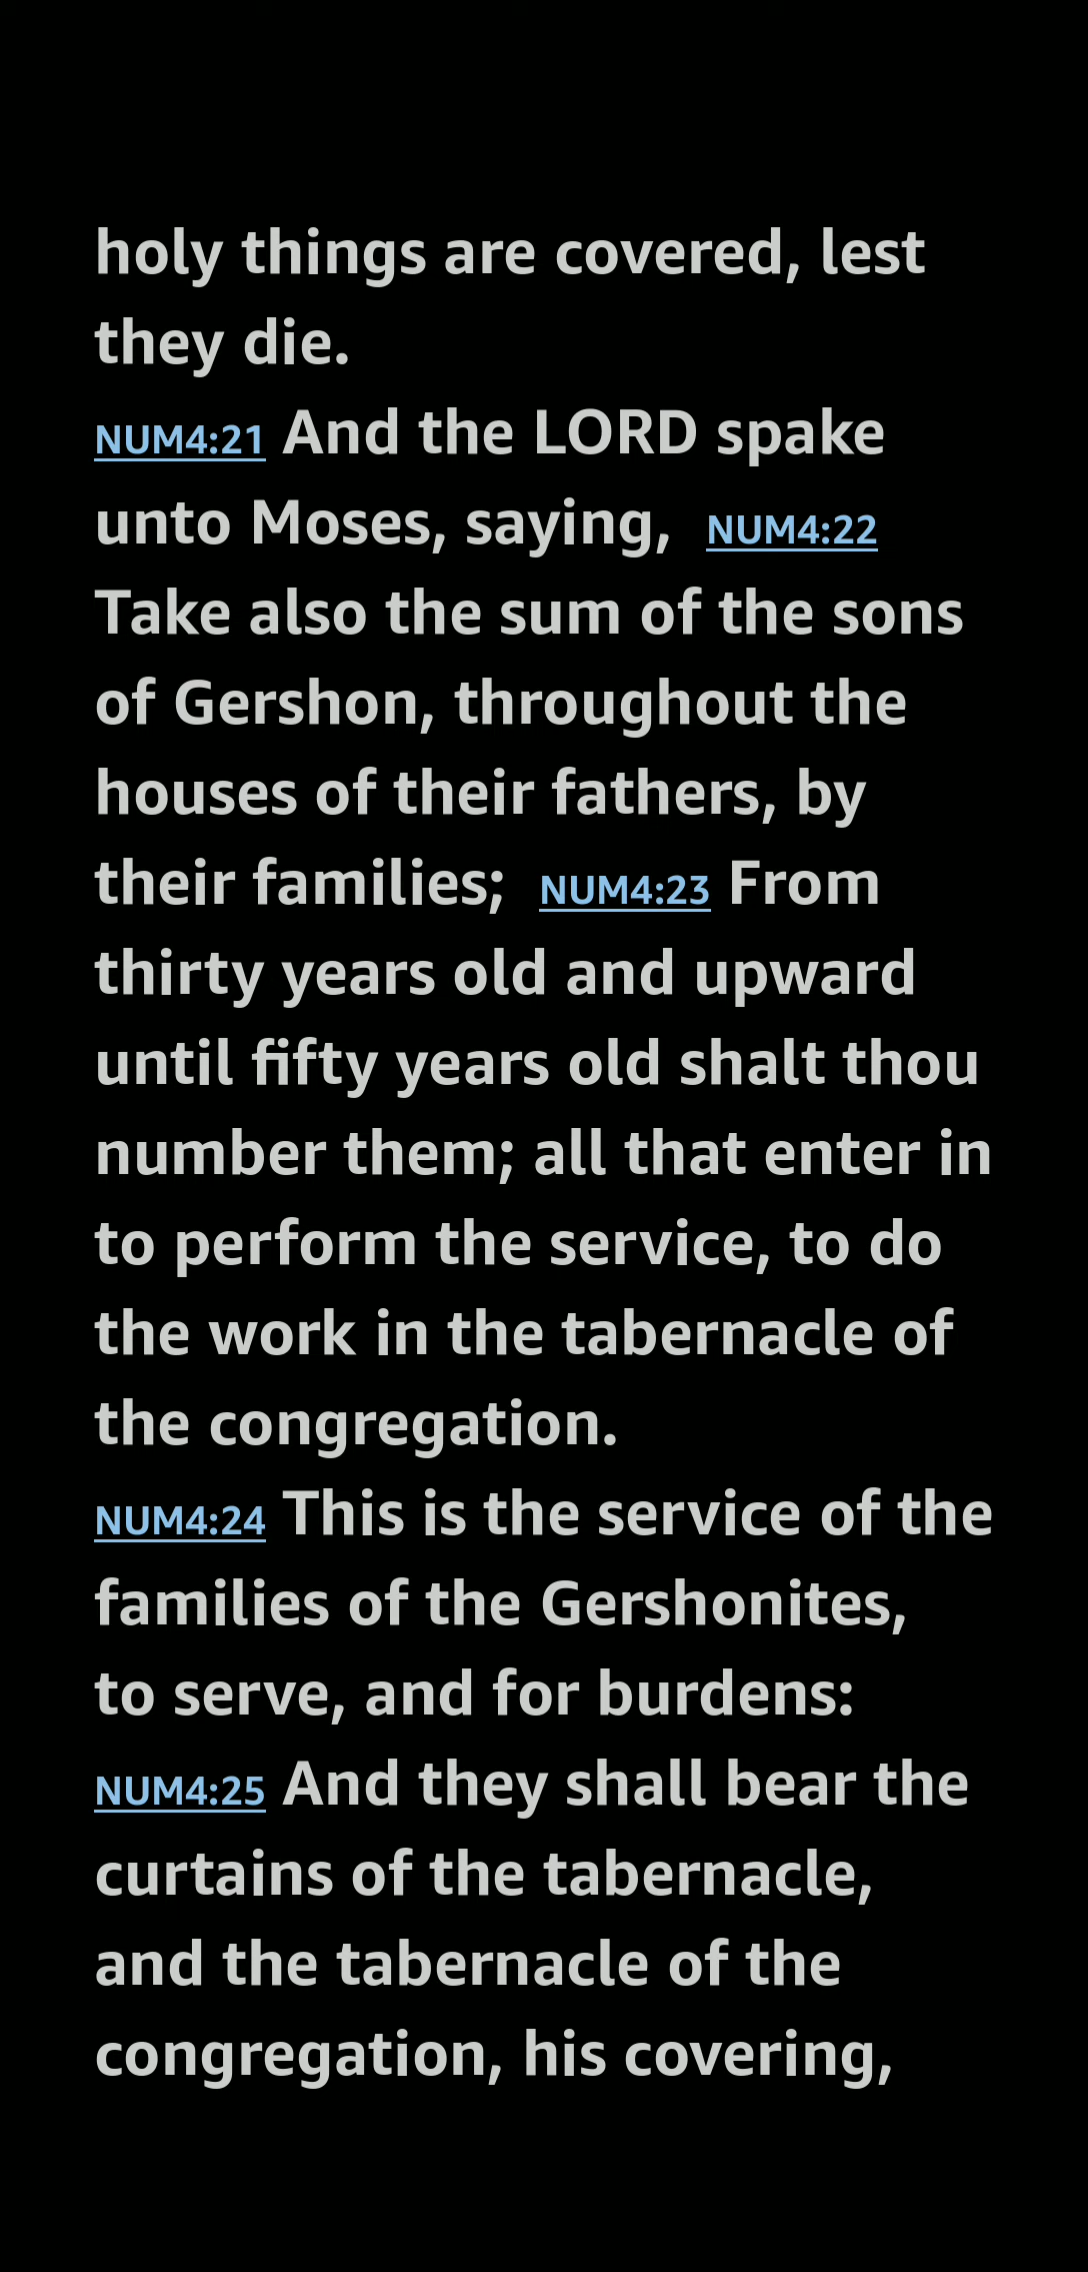 holy things are covered, lest
they die.
NUM4:21 And the LORD spake
unto Moses, saying, NUM4:22
Take also the sum of the sons
of Gershon, throughout the
houses of their fathers, by
their families; NUM4:23 From
thirty years old and upward
until fifty years old shalt thou
number them; all that enter in
to perform the service, to do
the work in the tabernacle of
the congregation.
NUM4:24 This is the service of the
families of the Gershonites,
to serve, and for burdens:
NUM4:25 And they shall bear the
curtains of the tabernacle,
and the tabernacle of the
congregation, his covering,